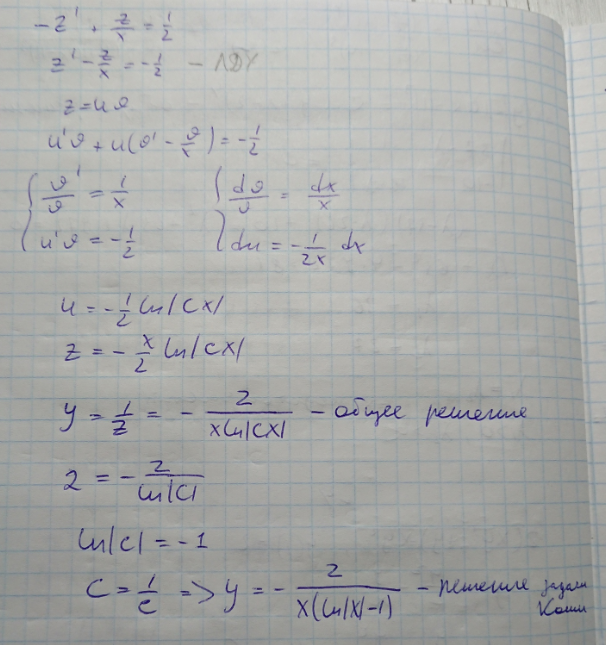 -z' + z/x = 1/2
z' - z/x = -1/2 - ЛДУ
z = uϑ
u'ϑ + u(ϑ' - ϑ/x) = -1/2
{ ϑ'/ϑ = 1/x { dϑ/ϑ = dx/x
{ u'ϑ = -1/2 { du = -1/2x dx
u = -1/2 ln|Cx|
z = -x/2 ln|Cx|
y = 1/z = - 2/x ln|Cx| - общее решение
2 = - 2/ln|C|
ln|C| = -1
C = 1/e => y = - 2/x(ln|x|-1) - решение задачи
Коши